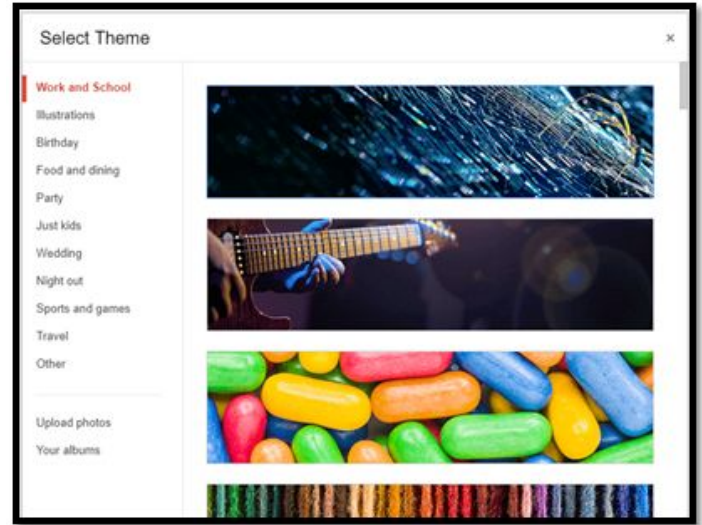 Select Theme
×
Work and School
Illustrations
Birthday
Food and dining
Party
Just kids
Wedding
Night out
Sports and games
Travel
Other
Upload photos
Your albums